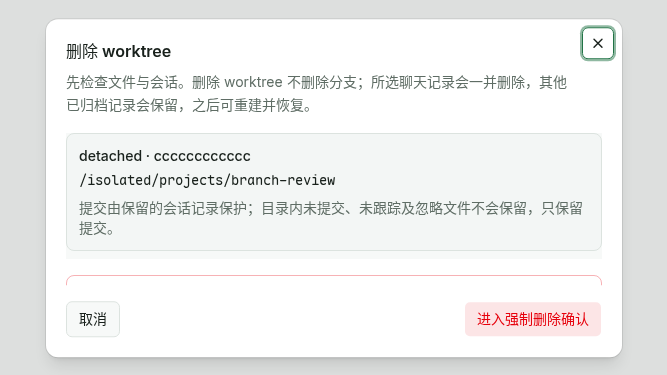 删除 worktree
先检查文件与会话。删除 worktree 不删除分支；所选聊天记录会一并删除，其他
已归档记录会保留，之后可重建并恢复。
detached · cccccccccccc
/isolated/projects/branch-review
提交由保留的会话记录保护；目录内未提交、未跟踪及忽略文件不会保留，只保留
提交。
取消
进入强制删除确认